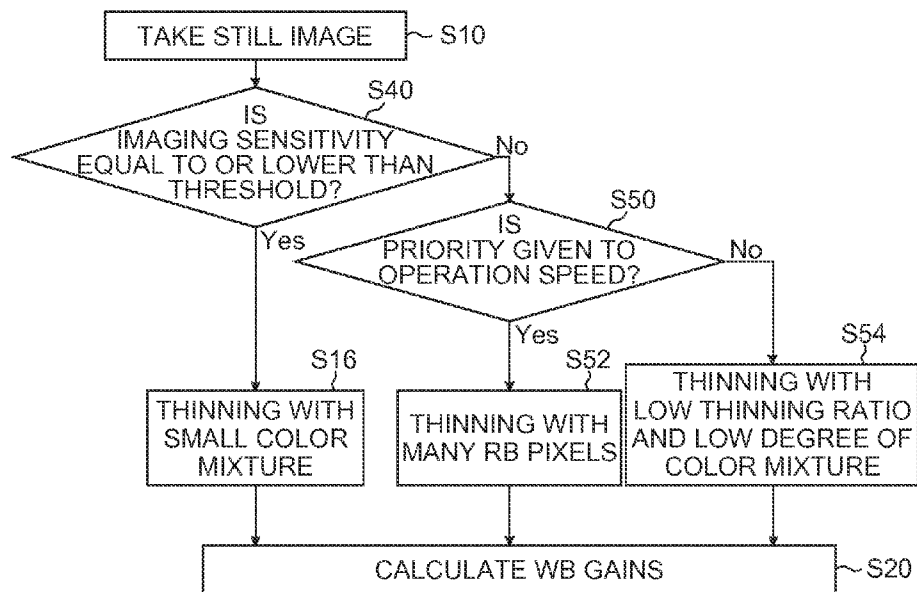 TAKE STILL IMAGE
S10
S40
IS
IMAGING SENSITIVITY
EQUAL TO OR LOWER THAN
THRESHOLD?
No
Yes
S50
IS
PRIORITY GIVEN TO
OPERATION SPEED?
No
Yes
S16
THINNING WITH
SMALL COLOR
MIXTURE
S52
THINNING WITH
MANY RB PIXELS
S54
THINNING WITH
LOW THINNING RATIO
AND LOW DEGREE OF
COLOR MIXTURE
CALCULATE WB GAINS
S20